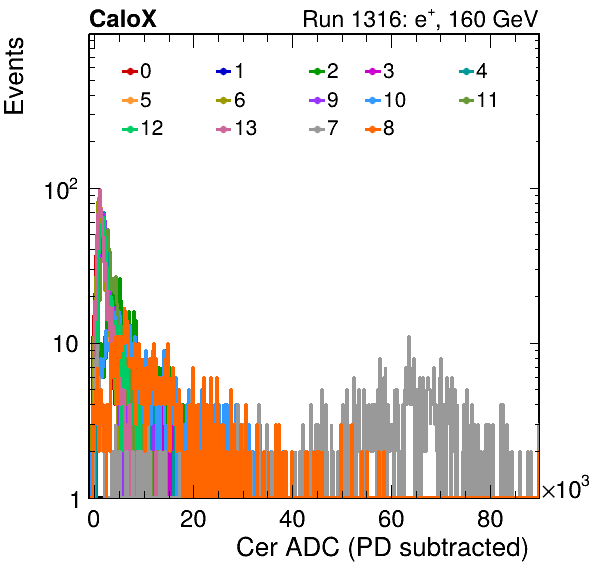 CaloX Run 1316: e+, 160 GeV
Events
0 1 2 3 4
5 6 9 10 11
12 13 7 8
10²
10
1
0 20 40 60 80 ×10³
Cer ADC (PD subtracted)